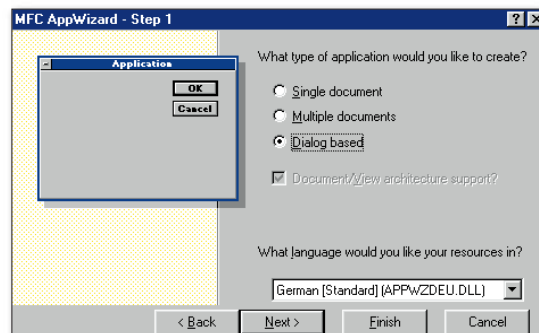 MFC AppWizard - Step 1
Application
OK
Cancel
What type of application would you like to create?
Single document
Multiple documents
Dialog based
Document/View architecture support?
What language would you like your resources in?
German [Standard] (APPWZDEU.DLL)
< Back
Next >
Finish
Cancel